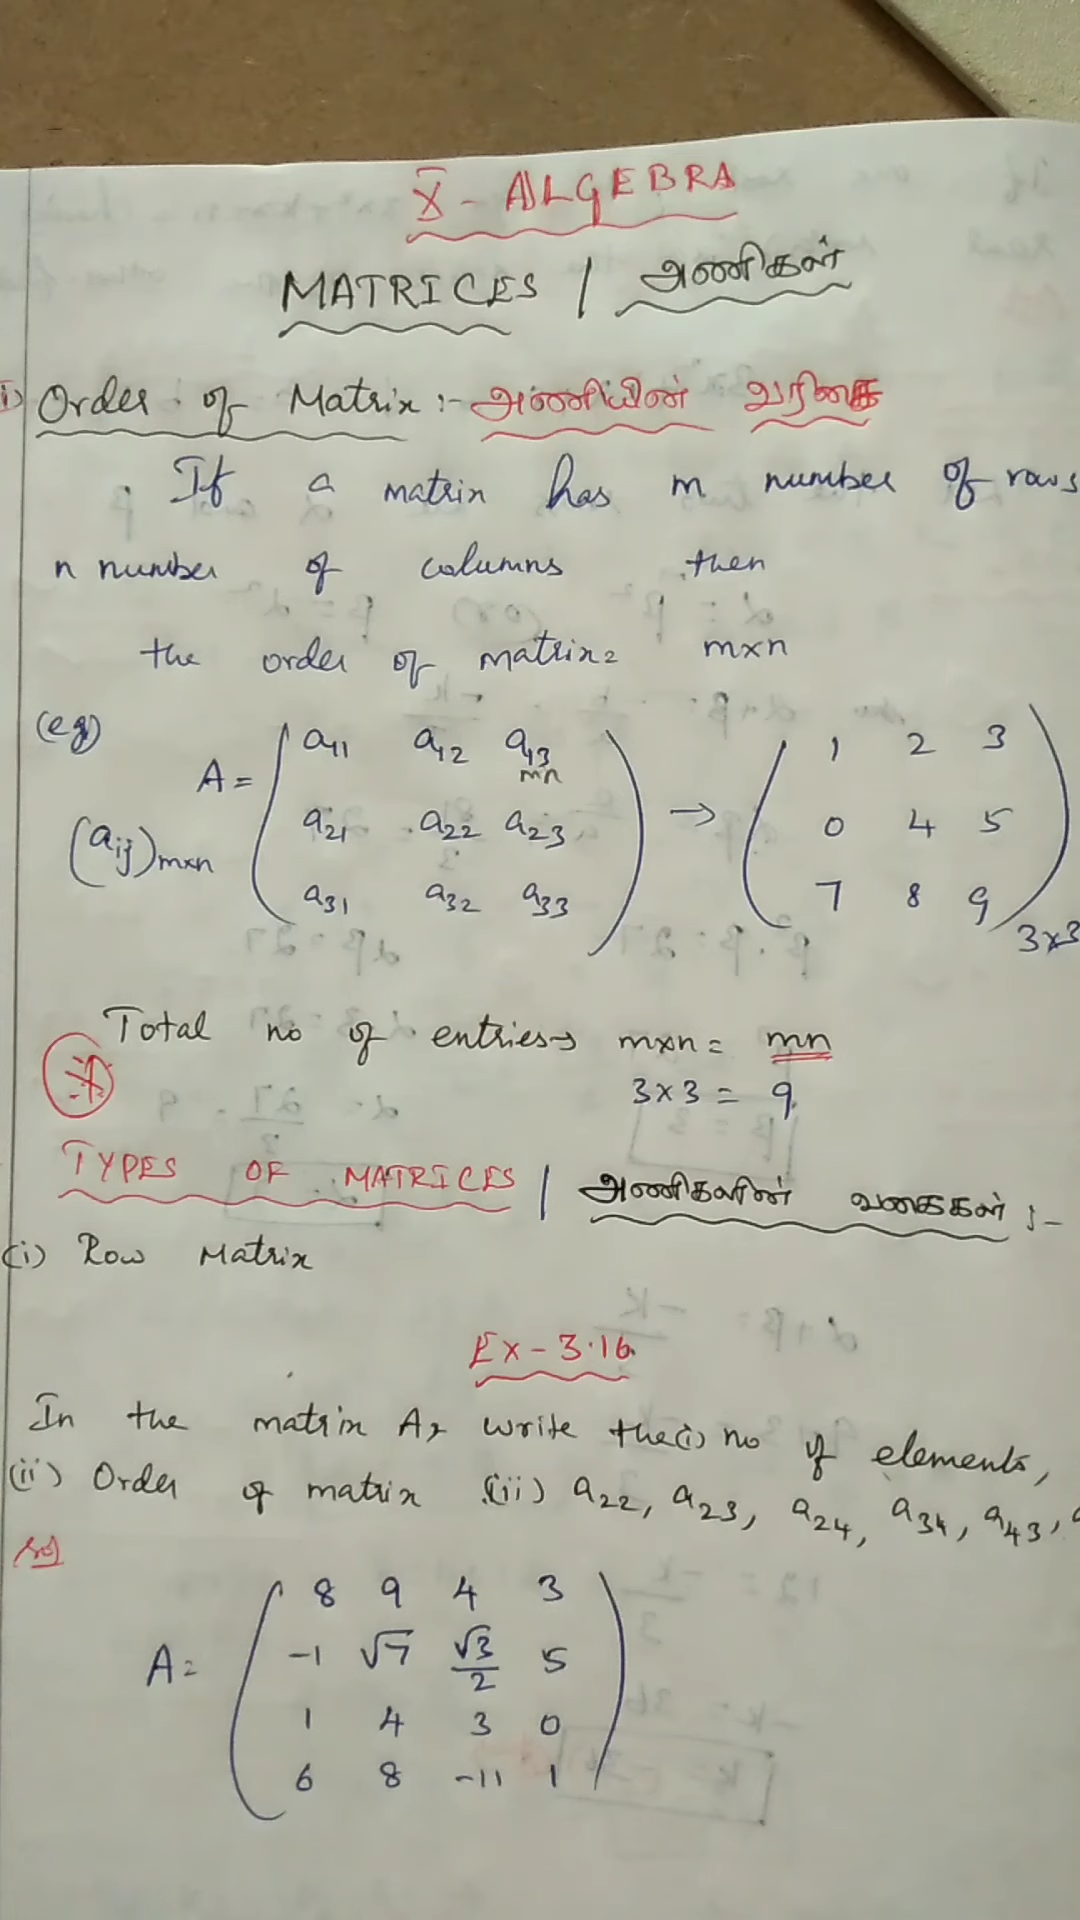 X - ALGEBRA
MATRICES | அணிகள்
i) Order of Matrix :- அணியின் வரிசை
If a matrix has m number of rows
n number of columns then
the order of matrix = m×n
(eg)
A = ( a11 a12 a13 ) → ( 1 2 3 )
mn
(aij)m×n ( a21 a22 a23 ) ( 0 4 5 )
( a31 a32 a33 ) ( 7 8 9 ) 3×3
Total no of entries → m×n = mn
3×3 = 9
TYPES OF MATRICES | அணிகளின் வகைகள் :-
(i) Row Matrix
Ex - 3.16
In the matrix A, write the (i) no of elements,
(ii) Order of matrix (iii) a22, a23, a24, a34, a43,
sol
8 9 4 3
A = -1 √7 √3/2 5
1 4 3 0
6 8 -11 1